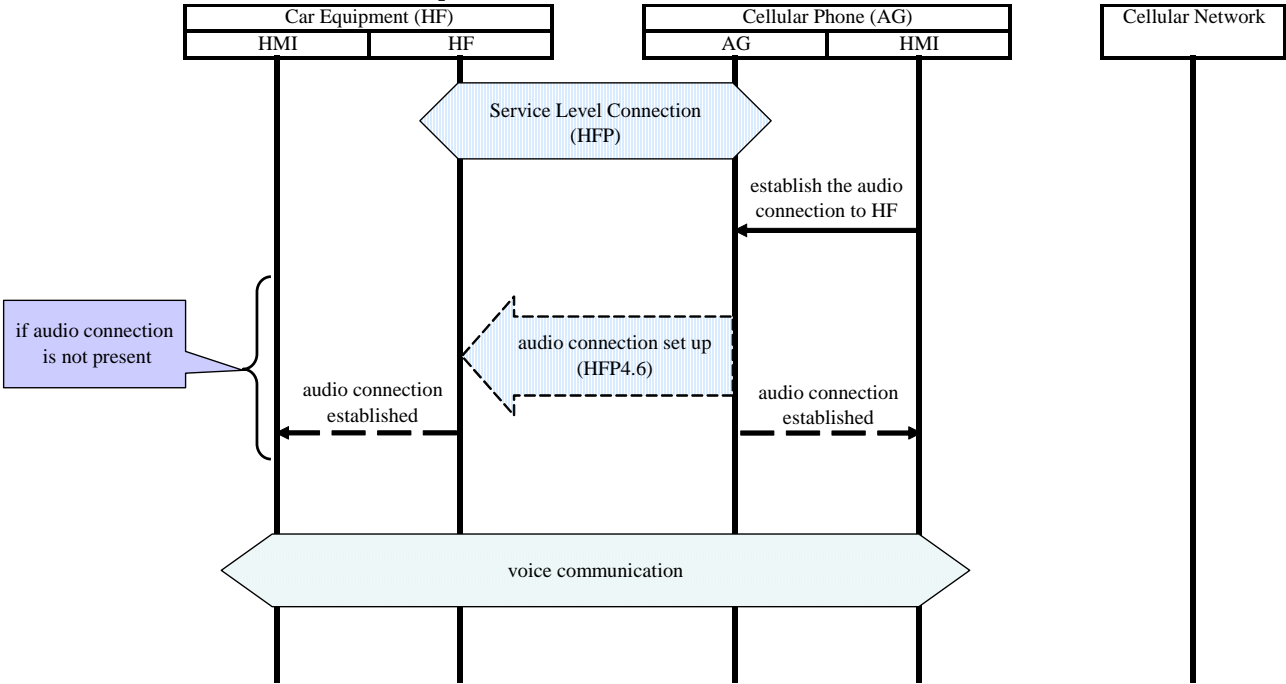 Car Equipment (HF)
Cellular Phone (AG)
Cellular Network
HMI
HF
AG
HMI
Service Level Connection
(HFP)
establish the audio
connection to HF
if audio connection
is not present
audio connection set up
(HFP4.6)
audio connection
established
audio connection
established
voice communication